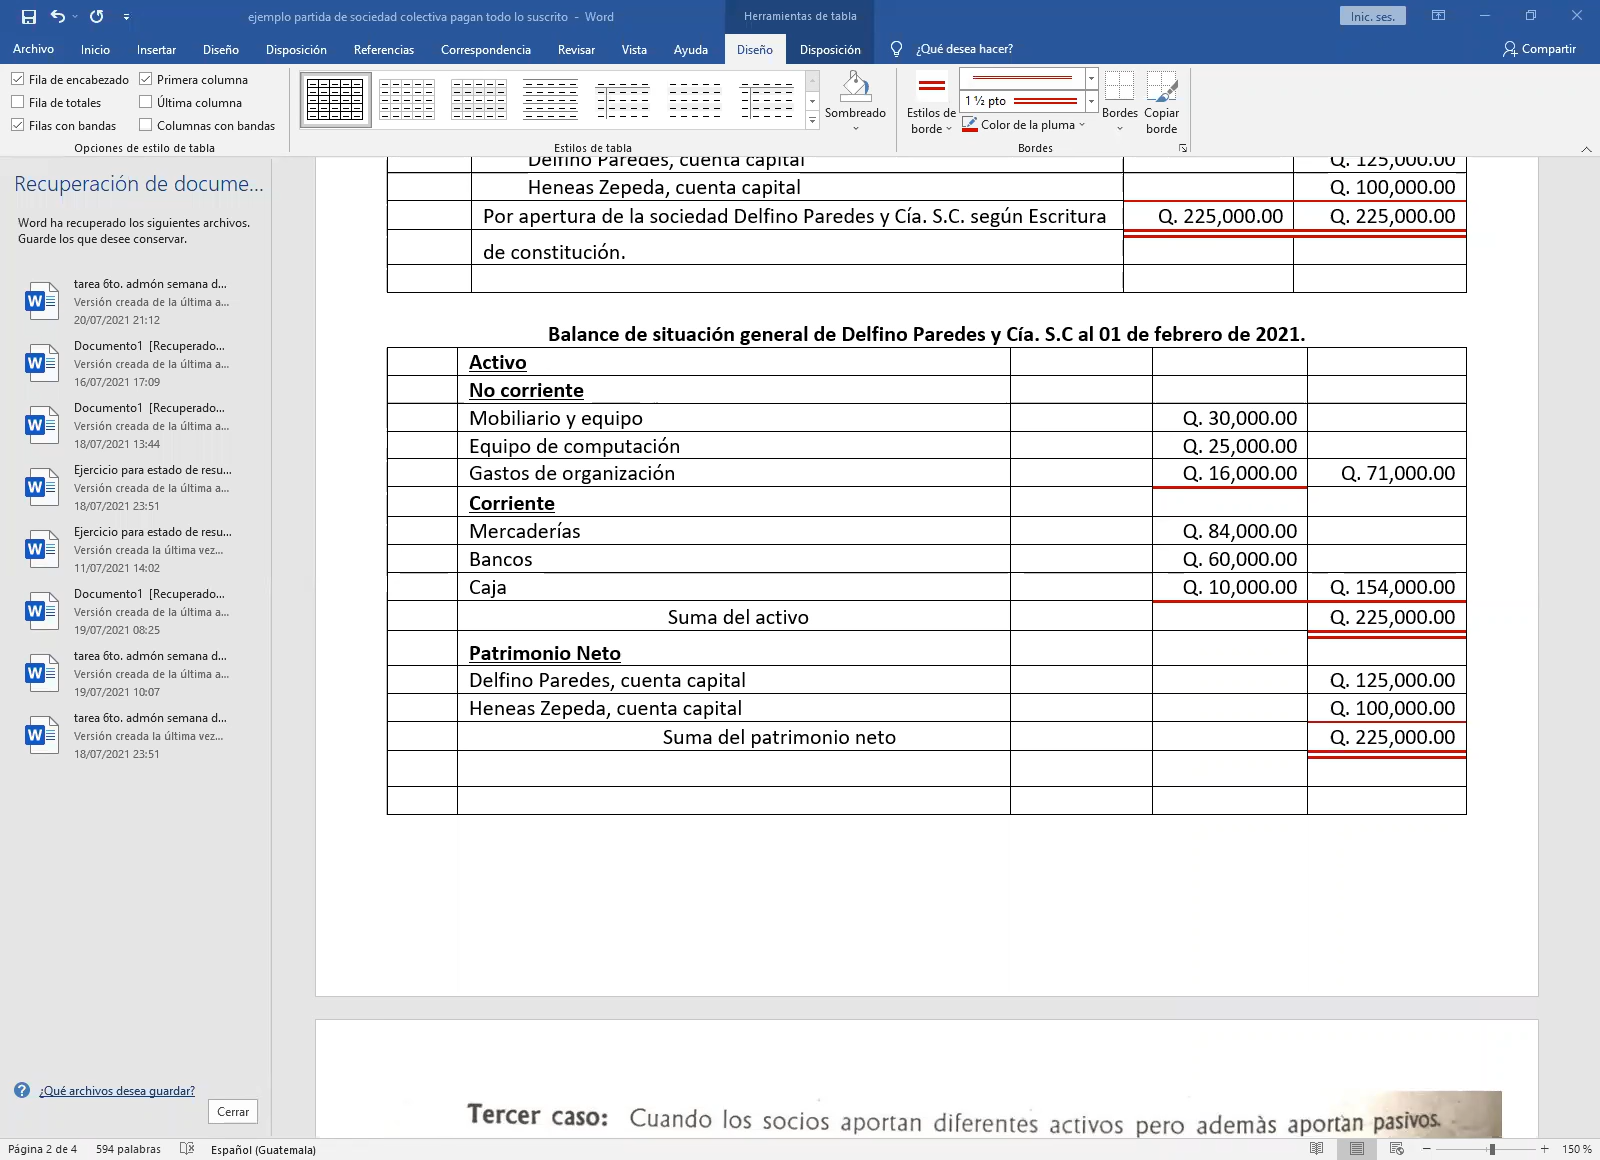 ejemplo partida de sociedad colectiva pagan todo lo suscrito - Word
Herramientas de tabla
Inic. ses.
Archivo Inicio Insertar Diseño Disposición Referencias Correspondencia Revisar Vista Ayuda Diseño Disposición ¿Qué desea hacer? Compartir
Fila de encabezado Primera columna
Fila de totales Última columna
Filas con bandas Columnas con bandas
Opciones de estilo de tabla
Estilos de tabla
Sombreado
Estilos de borde
1 ½ pto
Color de la pluma
Bordes
Copiar borde
Bordes
Recuperación de docume...
Word ha recuperado los siguientes archivos.
Guarde los que desee conservar.
tarea 6to. admón semana d...
Versión creada de la última a...
20/07/2021 21:12
Documento1 [Recuperado...
Versión creada de la última a...
16/07/2021 17:09
Documento1 [Recuperado...
Versión creada de la última a...
18/07/2021 13:44
Ejercicio para estado de resu...
Versión creada de la última a...
18/07/2021 23:51
Ejercicio para estado de resu...
Versión creada la última vez...
11/07/2021 14:02
Documento1 [Recuperado...
Versión creada de la última a...
19/07/2021 08:25
tarea 6to. admón semana d...
Versión creada de la última a...
19/07/2021 10:07
tarea 6to. admón semana d...
Versión creada la última vez...
18/07/2021 23:51
¿Qué archivos desea guardar?
Cerrar
Delfino Paredes, cuenta capital Q. 125,000.00
Heneas Zepeda, cuenta capital Q. 100,000.00
Por apertura de la sociedad Delfino Paredes y Cía. S.C. según Escritura Q. 225,000.00 Q. 225,000.00
de constitución.
Balance de situación general de Delfino Paredes y Cía. S.C al 01 de febrero de 2021.
Activo
No corriente
Mobiliario y equipo Q. 30,000.00
Equipo de computación Q. 25,000.00
Gastos de organización Q. 16,000.00 Q. 71,000.00
Corriente
Mercaderías Q. 84,000.00
Bancos Q. 60,000.00
Caja Q. 10,000.00 Q. 154,000.00
Suma del activo Q. 225,000.00
Patrimonio Neto
Delfino Paredes, cuenta capital Q. 125,000.00
Heneas Zepeda, cuenta capital Q. 100,000.00
Suma del patrimonio neto Q. 225,000.00
Tercer caso: Cuando los socios aportan diferentes activos pero ademàs aportan pasivos.
Página 2 de 4 594 palabras Español (Guatemala) 150 %